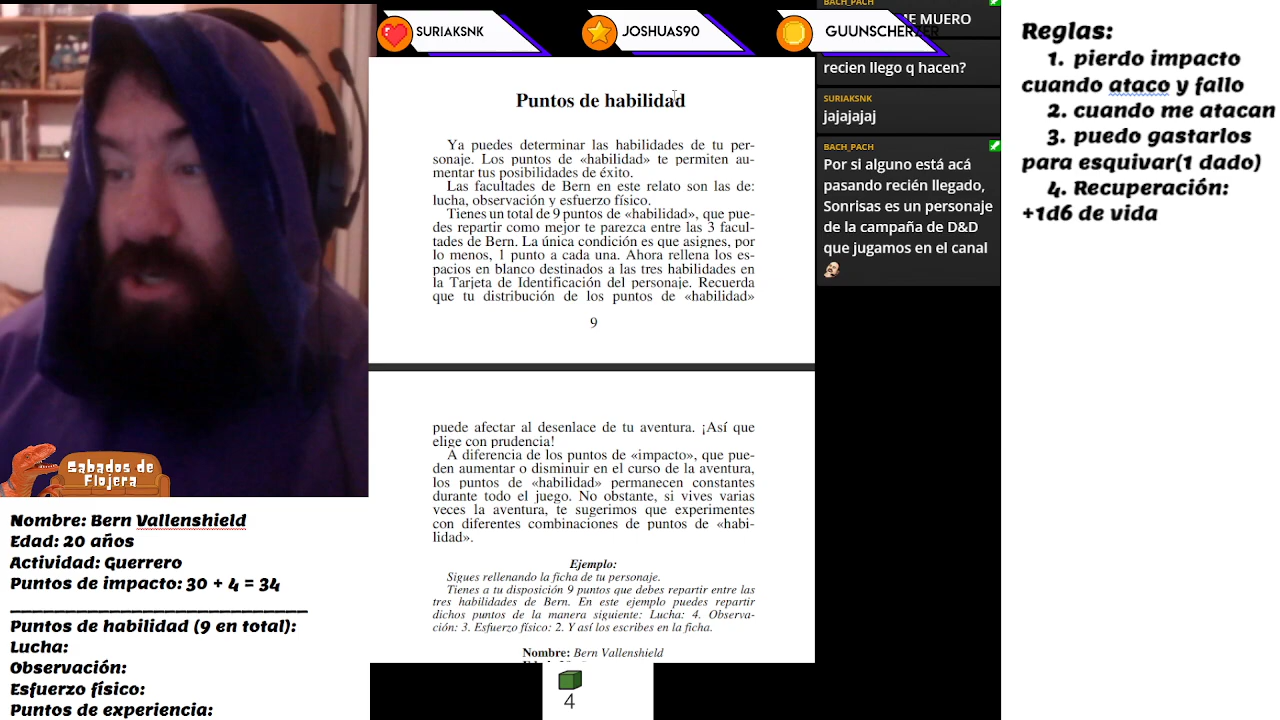 SURIAKSNK
JOSHUAS90
GUUNSCHERZER
Puntos de habilidad
Ya puedes determinar las habilidades de tu per-
sonaje. Los puntos de «habilidad» te permiten au-
mentar tus posibilidades de éxito.
Las facultades de Bern en este relato son las de:
lucha, observación y esfuerzo físico.
Tienes un total de 9 puntos de «habilidad», que pue-
des repartir como mejor te parezca entre las 3 facul-
tades de Bern. La única condición es que asignes, por
lo menos, 1 punto a cada una. Ahora rellena los es-
pacios en blanco destinados a las tres habilidades en
la Tarjeta de Identificación del personaje. Recuerda
que tu distribución de los puntos de «habilidad»
9
puede afectar al desenlace de tu aventura. ¡Así que
elige con prudencia!
A diferencia de los puntos de «impacto», que pue-
den aumentar o disminuir en el curso de la aventura,
los puntos de «habilidad» permanecen constantes
durante todo el juego. No obstante, si vives varias
veces la aventura, te sugerimos que experimentes
con diferentes combinaciones de puntos de «habi-
lidad».
Ejemplo:
Sigues rellenando la ficha de tu personaje.
Tienes a tu disposición 9 puntos que debes repartir entre las
tres habilidades de Bern. En este ejemplo puedes repartir
dichos puntos de la manera siguiente: Lucha: 4. Observa-
ción: 3. Esfuerzo físico: 2. Y así los escribes en la ficha.
Nombre: Bern Vallenshield
4
BACH_PACH
ME MUERO
recien llego q hacen?
SURIAKSNK
jajajajaj
BACH_PACH
Por si alguno está acá
pasando recién llegado,
Sonrisas es un personaje
de la campaña de D&D
que jugamos en el canal
Reglas:
1. pierdo impacto
cuando ataco y fallo
2. cuando me atacan
3. puedo gastarlos
para esquivar(1 dado)
4. Recuperación:
+1d6 de vida
Sabados de
Flojera
Nombre: Bern Vallenshield
Edad: 20 años
Actividad: Guerrero
Puntos de impacto: 30 + 4 = 34
Puntos de habilidad (9 en total):
Lucha:
Observación:
Esfuerzo físico:
Puntos de experiencia: